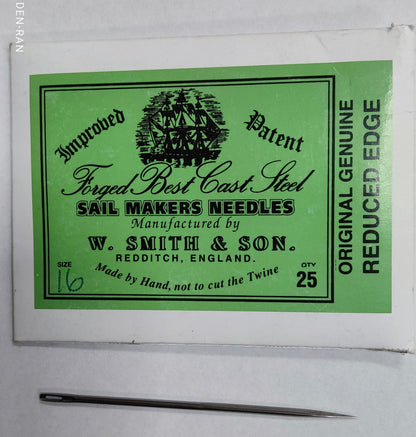 DEN-RAN
Improved Patent
Forged Best Cast Steel
SAIL MAKERS NEEDLES
Manufactured by
W. SMITH & SON.
REDDITCH, ENGLAND.
Made by Hand, not to cut the Twine
SIZE
16
QTY
25
ORIGINAL GENUINE
REDUCED EDGE